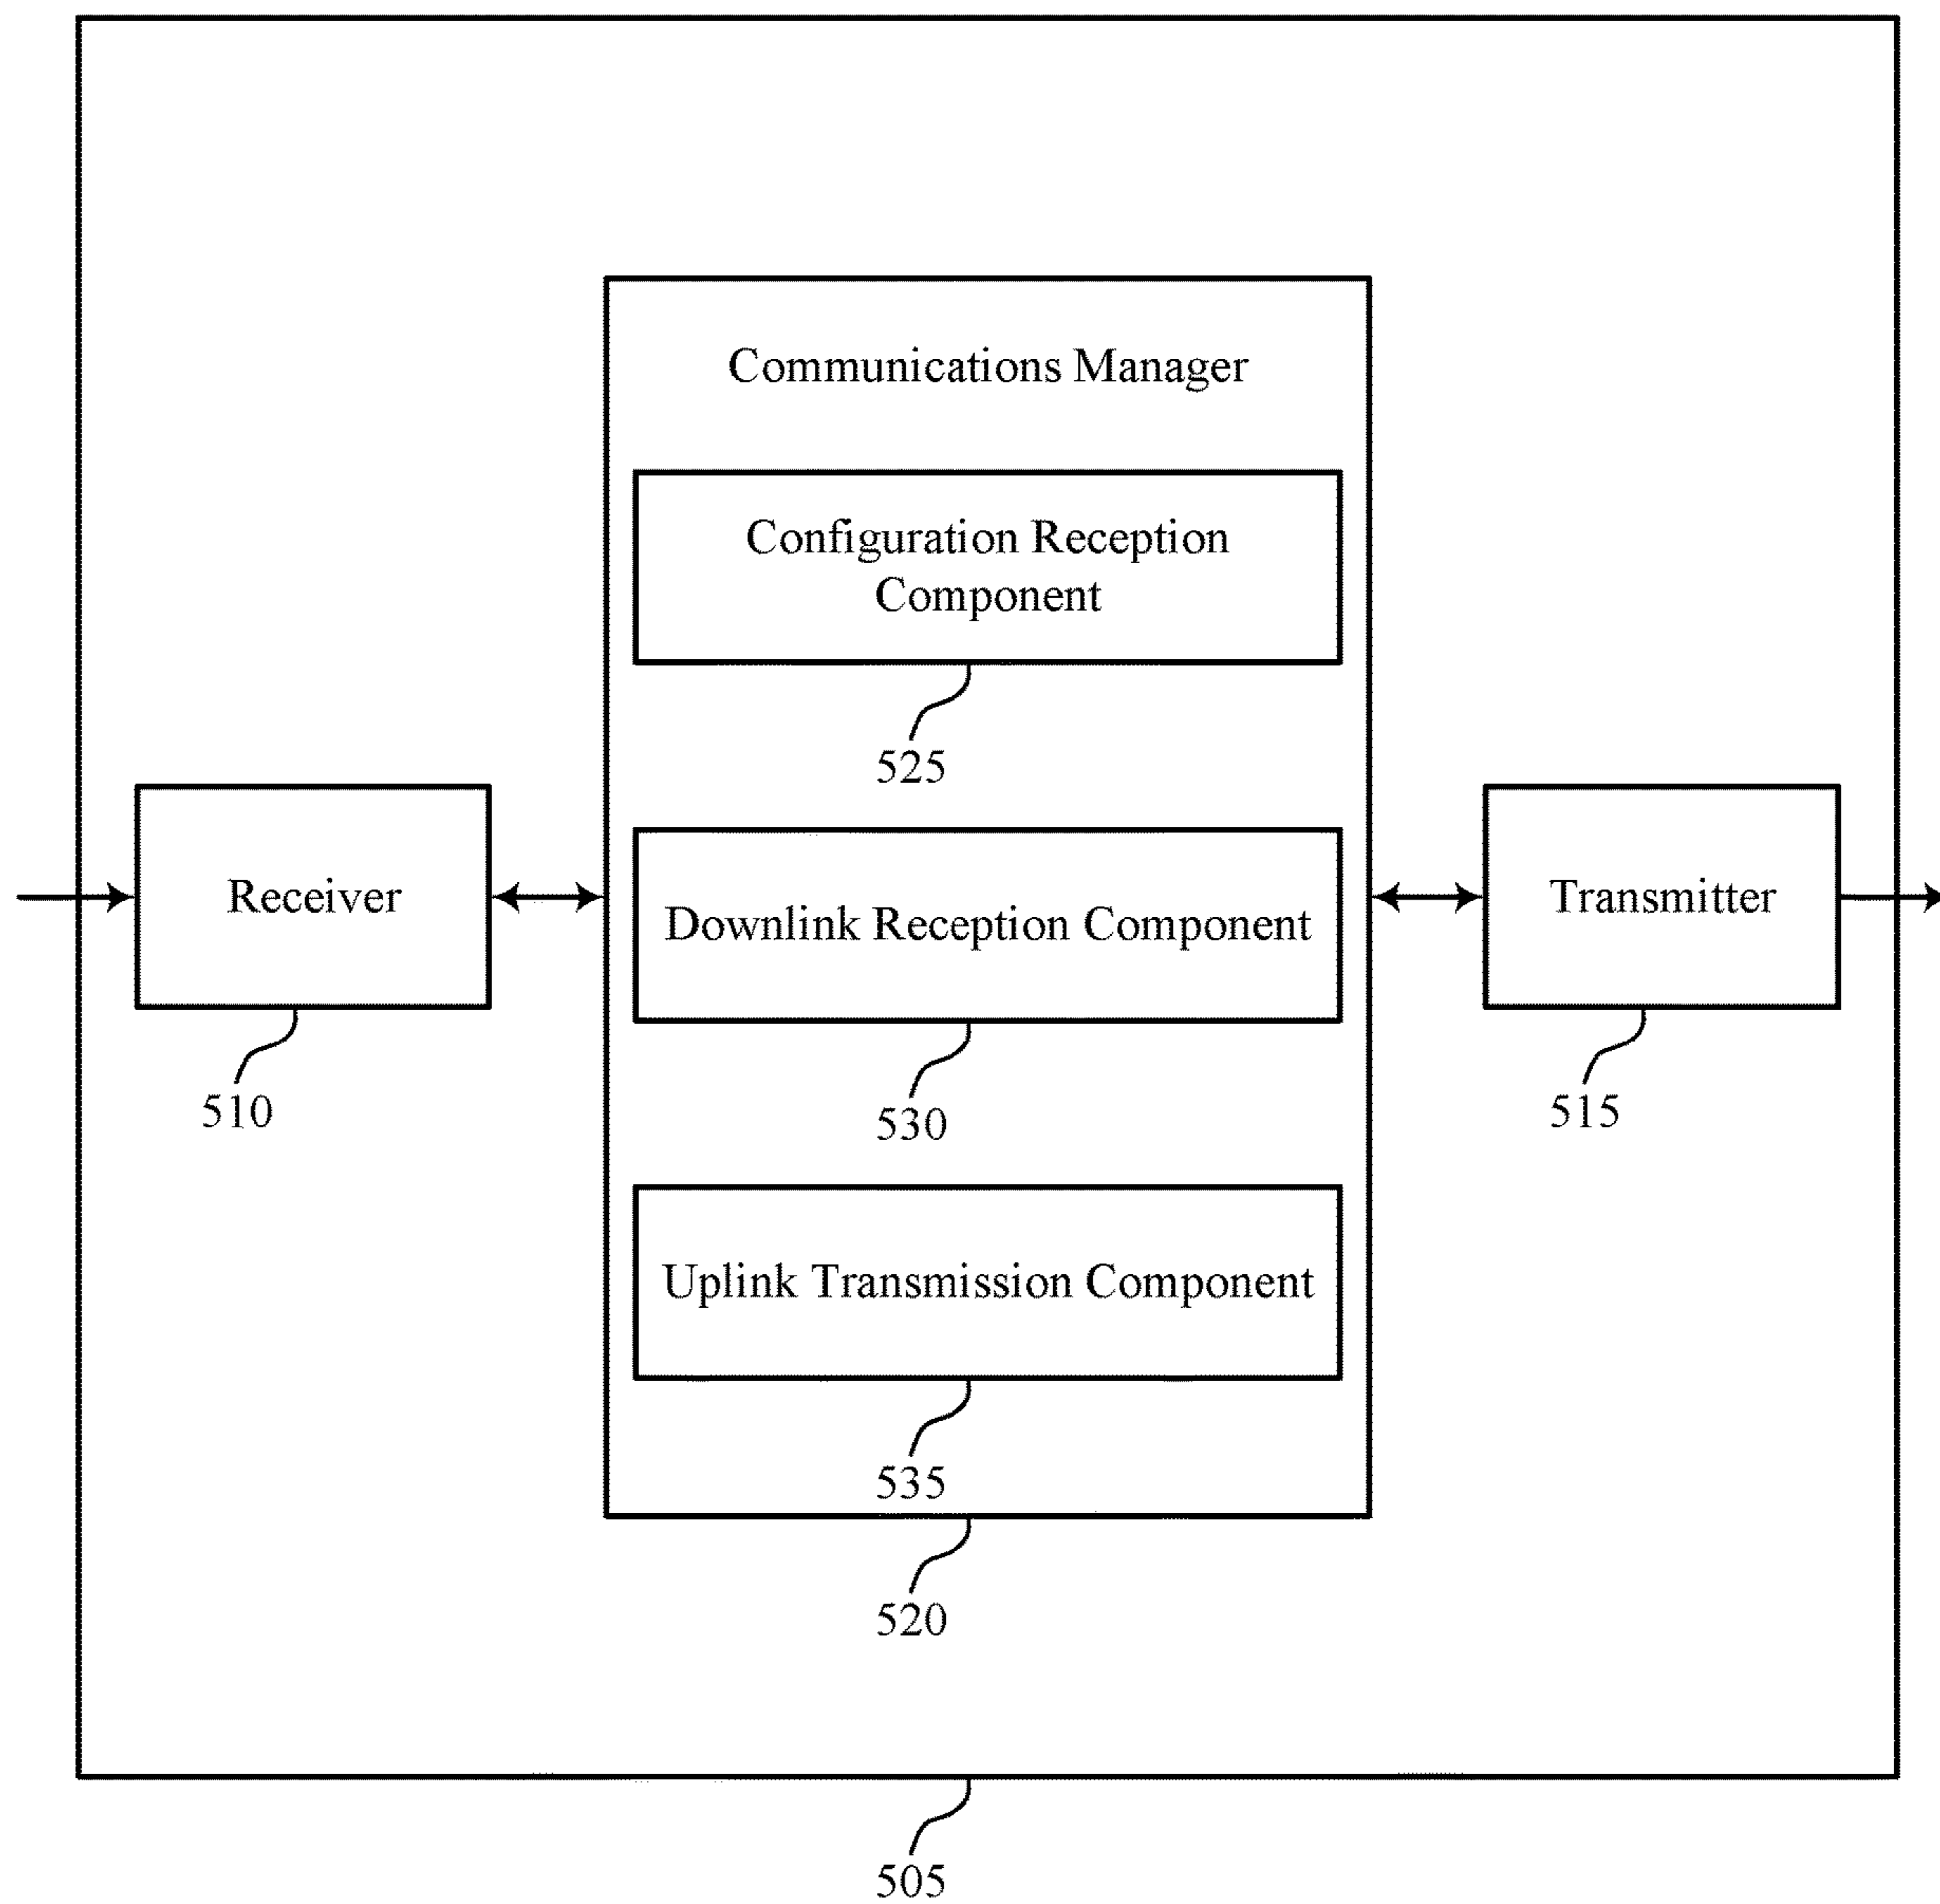 Communications Manager
Configuration Reception
Component
525
Receiver
510
Downlink Reception Component
530
Transmitter
515
Uplink Transmission Component
535
520
505